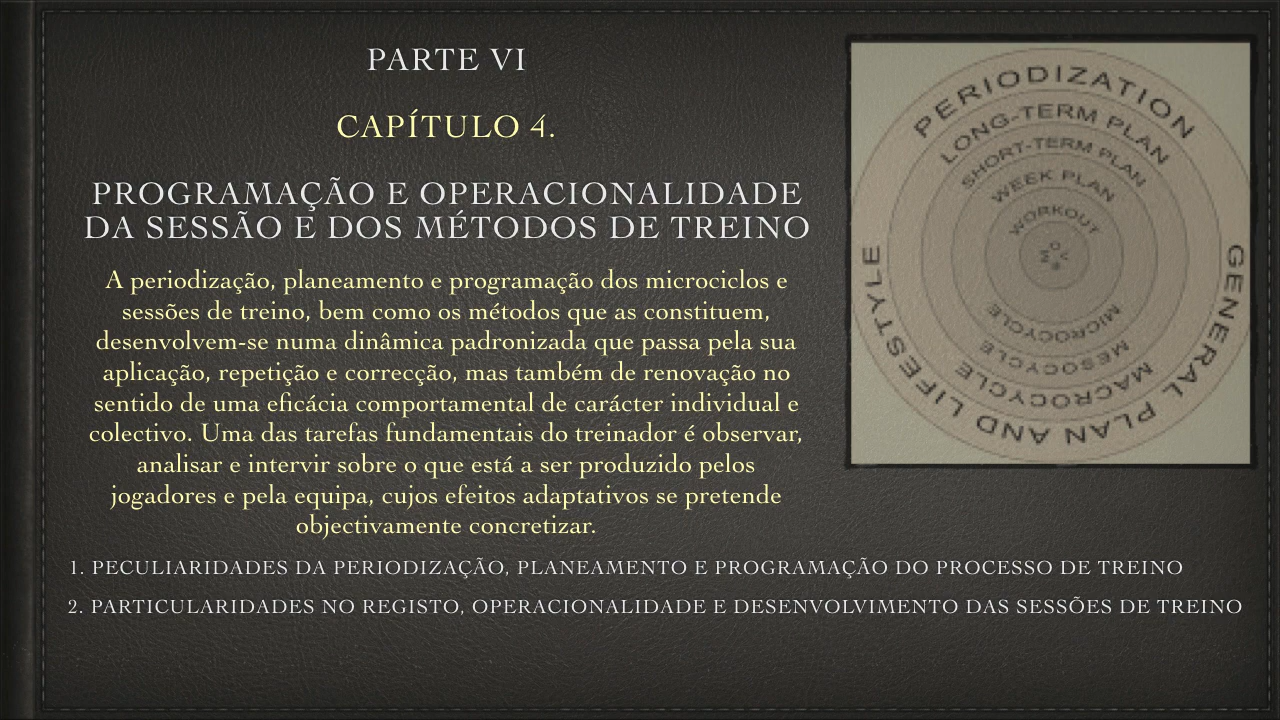 PARTE VI
CAPÍTULO 4.
PROGRAMAÇÃO E OPERACIONALIDADE
DA SESSÃO E DOS MÉTODOS DE TREINO
A periodização, planeamento e programação dos microciclos e
sessões de treino, bem como os métodos que as constituem,
desenvolvem-se numa dinâmica padronizada que passa pela sua
aplicação, repetição e correcção, mas também de renovação no
sentido de uma eficácia comportamental de carácter individual e
colectivo. Uma das tarefas fundamentais do treinador é observar,
analisar e intervir sobre o que está a ser produzido pelos
jogadores e pela equipa, cujos efeitos adaptativos se pretende
objectivamente concretizar.
1. PECULIARIDADES DA PERIODIZAÇÃO, PLANEAMENTO E PROGRAMAÇÃO DO PROCESSO DE TREINO
2. PARTICULARIDADES NO REGISTO, OPERACIONALIDADE E DESENVOLVIMENTO DAS SESSÕES DE TREINO
PERIODIZATION
LONG-TERM PLAN
SHORT-TERM PLAN
WEEK PLAN
WORKOUT
MICROCYCLE
MESOCYCLE
MACROCYCLE
GENERAL PLAN AND LIFESTYLE